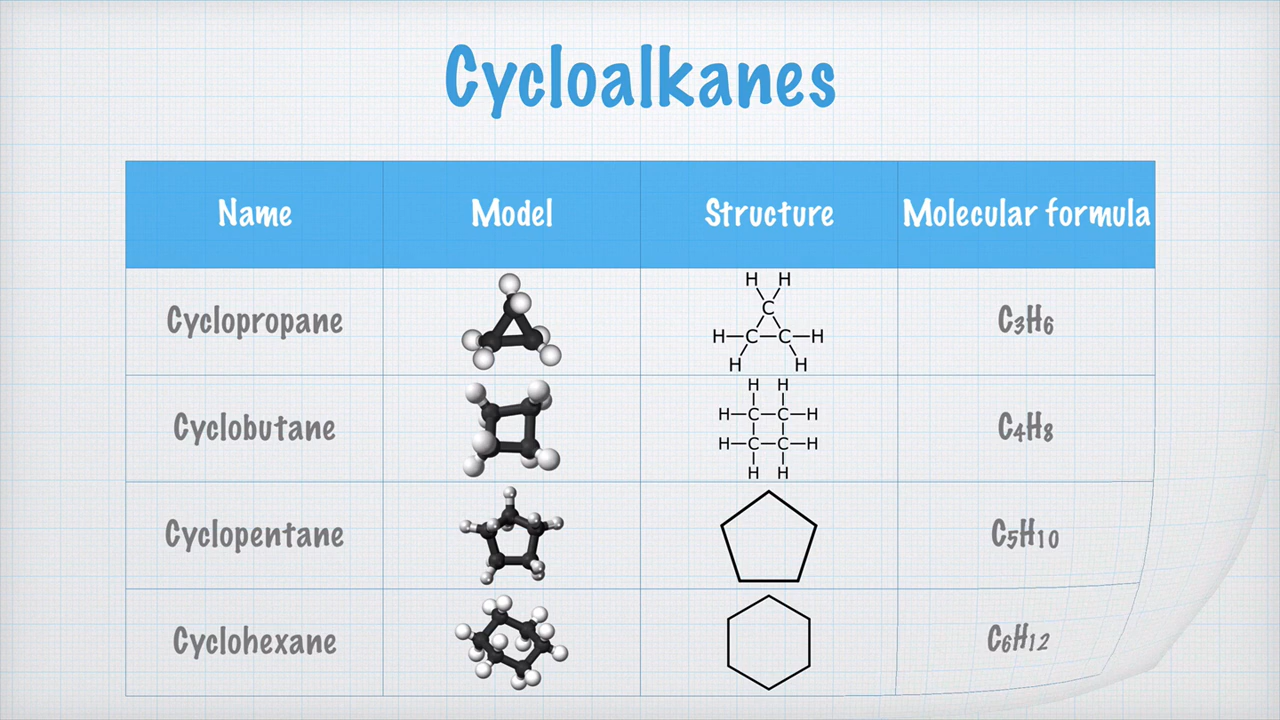 Cycloalkanes
Name Model Structure Molecular formula
H H
C
Cyclopropane H C C H C₃H₆
H H
H H
H C C H
Cyclobutane C₄H₈
H C C H
H H
Cyclopentane C₅H₁₀
Cyclohexane C₆H₁₂